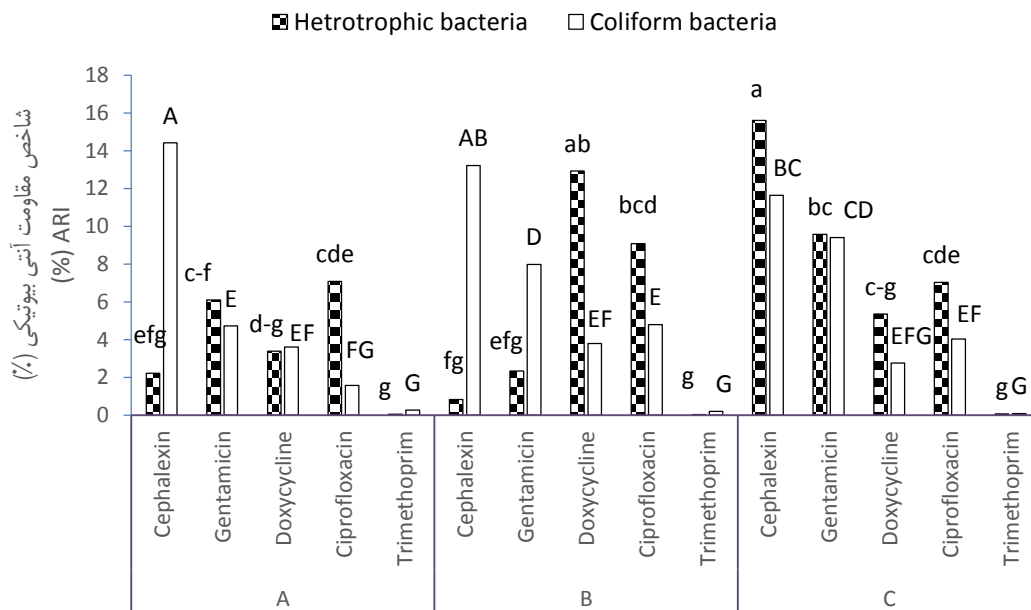 Hetrotrophic bacteria Coliform bacteria
شاخص مقاومت آنتی بیوتیکی (٪)
(%) ARI
18
16
14
12
10
8
6
4
2
0
efg A c-f E d-g EF cde FG g G
fg AB efg D ab EF bcd E g G
a BC bc CD c-g EFG cde EF g G
Cephalexin
Gentamicin
Doxycycline
Ciprofloxacin
Trimethoprim
Cephalexin
Gentamicin
Doxycycline
Ciprofloxacin
Trimethoprim
Cephalexin
Gentamicin
Doxycycline
Ciprofloxacin
Trimethoprim
A B C